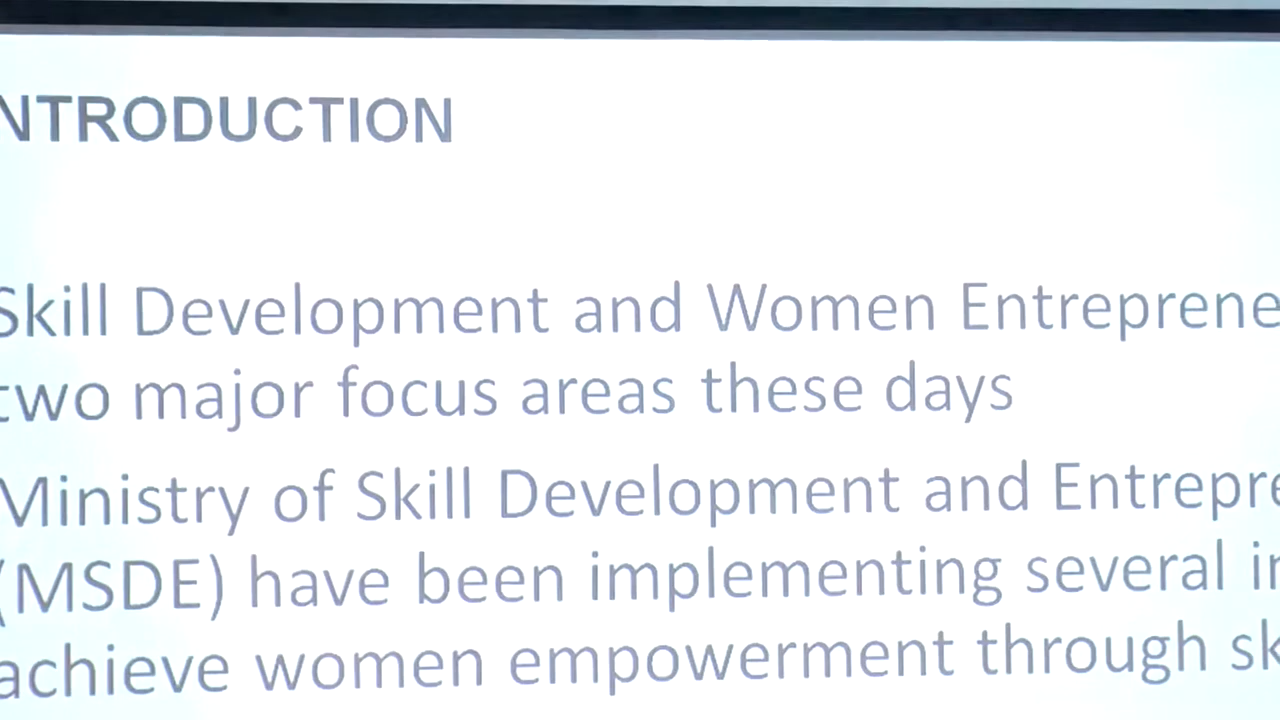 NTRODUCTION
Skill Development and Women Entreprene
two major focus areas these days
Ministry of Skill Development and Entrepre
(MSDE) have been implementing several in
achieve women empowerment through sk